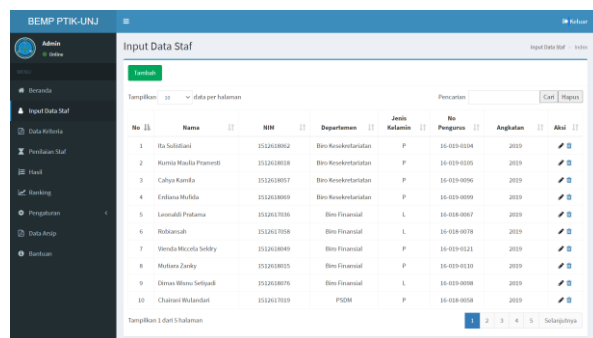 BEMP PTIK-UNJ
Keluar
Admin
Online
MENU
Beranda
Input Data Staf
Data Kriteria
Penilaian Staf
Hasil
Ranking
Pengaturan
Data Arsip
Bantuan
Input Data Staf
Input Data Staf > Index
Tambah
Tampilkan 10 data per halaman
Pencarian Cari Hapus
No Nama NIM Departemen Jenis Kelamin No Pengurus Angkatan Aksi
1 Ita Sulistiani 1512618062 Biro Kesekretariatan P 16-019-0104 2019
2 Kurnia Maulia Pramesti 1512618018 Biro Kesekretariatan P 16-019-0105 2019
3 Cahya Kamila 1512618057 Biro Kesekretariatan P 16-019-0096 2019
4 Erdiana Mufida 1512618069 Biro Kesekretariatan P 16-019-0099 2019
5 Leonaldi Pratama 1512617036 Biro Finansial L 16-018-0067 2019
6 Robiansah 1512617058 Biro Finansial L 16-018-0078 2019
7 Vienda Miccela Seldry 1512618049 Biro Finansial P 16-019-0121 2019
8 Mutiara Zanky 1512618015 Biro Finansial P 16-019-0110 2019
9 Dimas Wisnu Setiyadi 1512618076 Biro Finansial L 16-019-0098 2019
10 Chairani Wulandari 1512617019 PSDM P 16-018-0058 2019
Tampilkan 1 dari 5 halaman
1 2 3 4 5 Selanjutnya